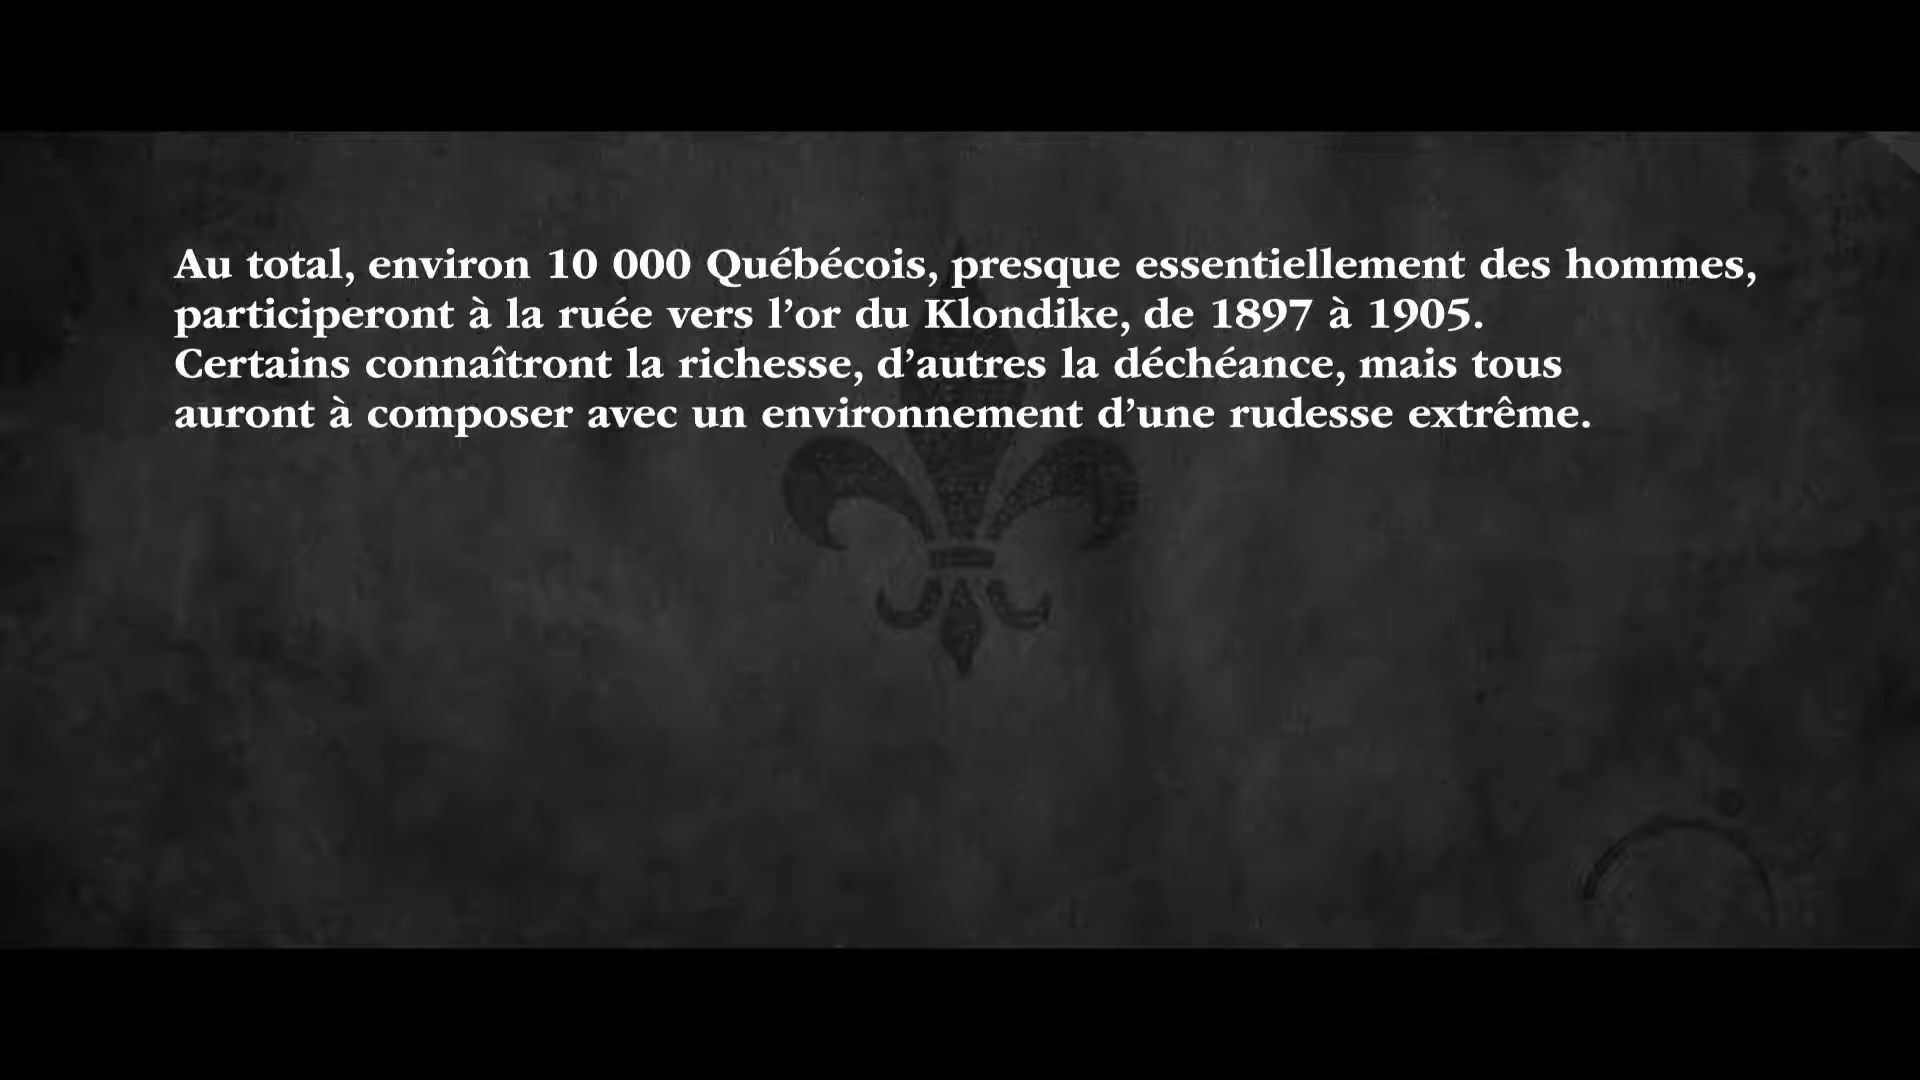 Au total, environ 10 000 Québécois, presque essentiellement des hommes,
participeront à la ruée vers l’or du Klondike, de 1897 à 1905.
Certains connaîtront la richesse, d’autres la déchéance, mais tous
auront à composer avec un environnement d’une rudesse extrême.